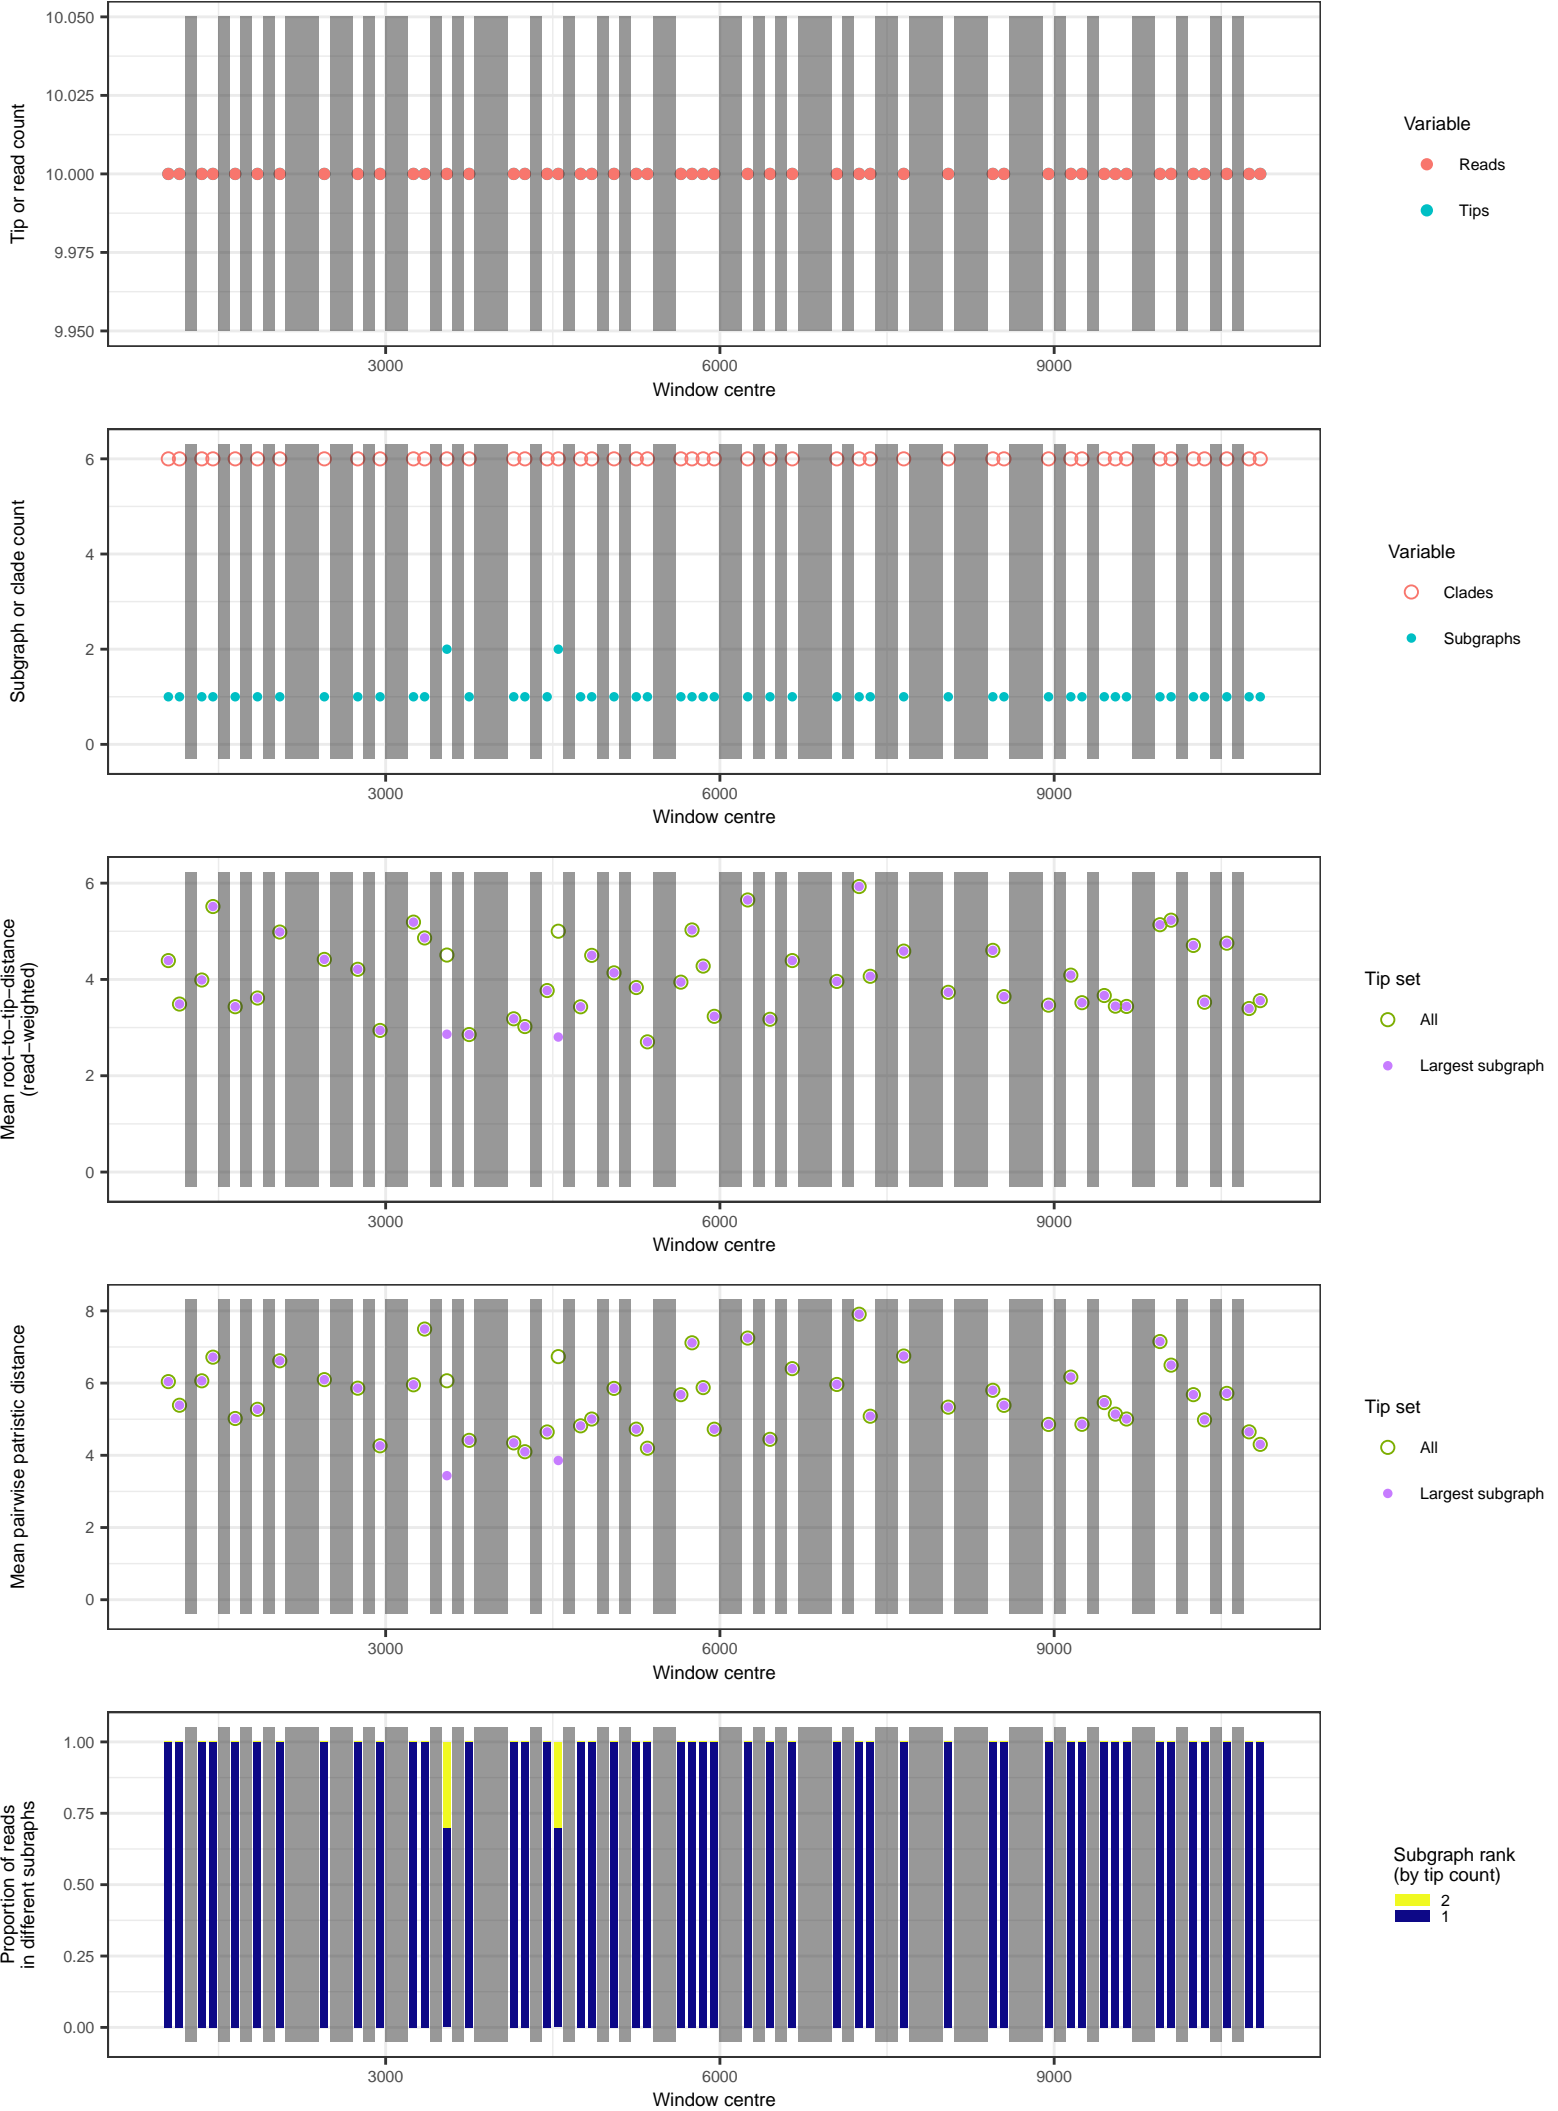 10.050
10.025
10.000
9.975
9.950
Tip or read count
3000
6000
9000
Window centre
Variable
Reads
Tips
6
4
2
0
Subgraph or clade count
3000
6000
9000
Window centre
Variable
Clades
Subgraphs
6
4
2
0
Mean root−to−tip−distance
(read−weighted)
3000
6000
9000
Window centre
Tip set
All
Largest subgraph
8
6
4
2
0
Mean pairwise patristic distance
3000
6000
9000
Window centre
Tip set
All
Largest subgraph
1.00
0.75
0.50
0.25
0.00
Proportion of reads
in different subraphs
3000
6000
9000
Window centre
Subgraph rank
(by tip count)
2
1